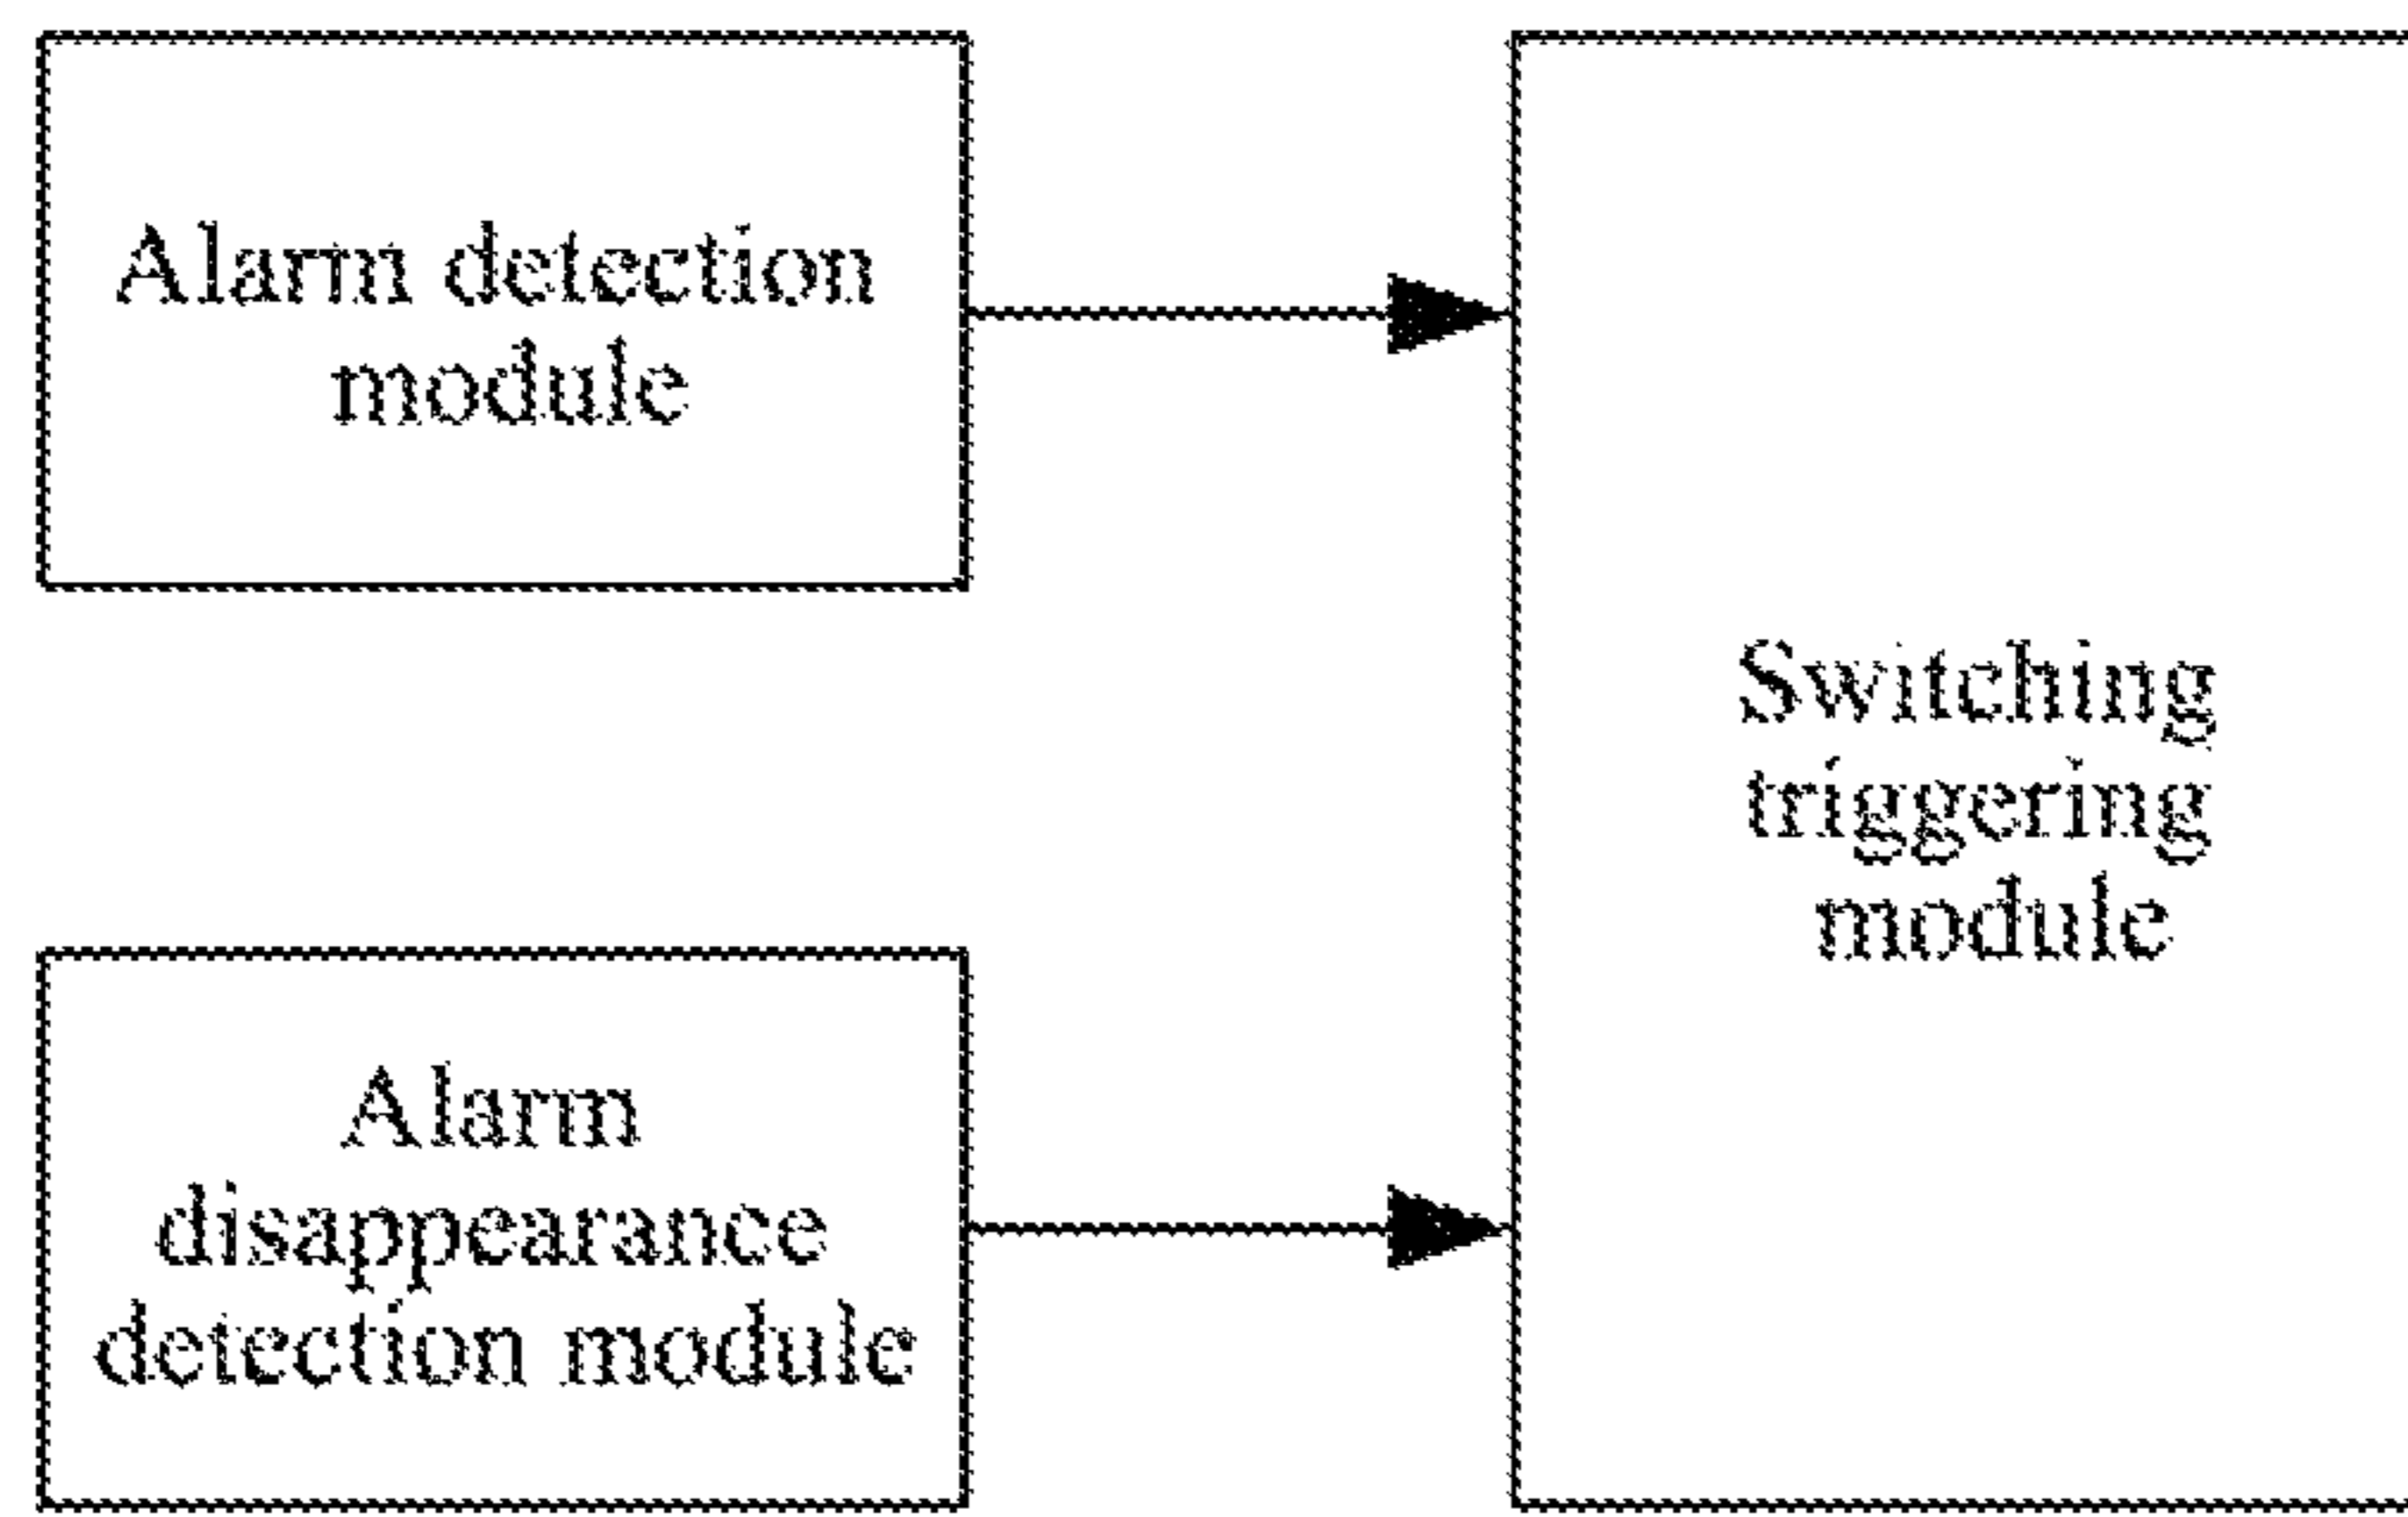 Alarm detection
module
Switching
triggering
module
Alarm
disappearance
detection module